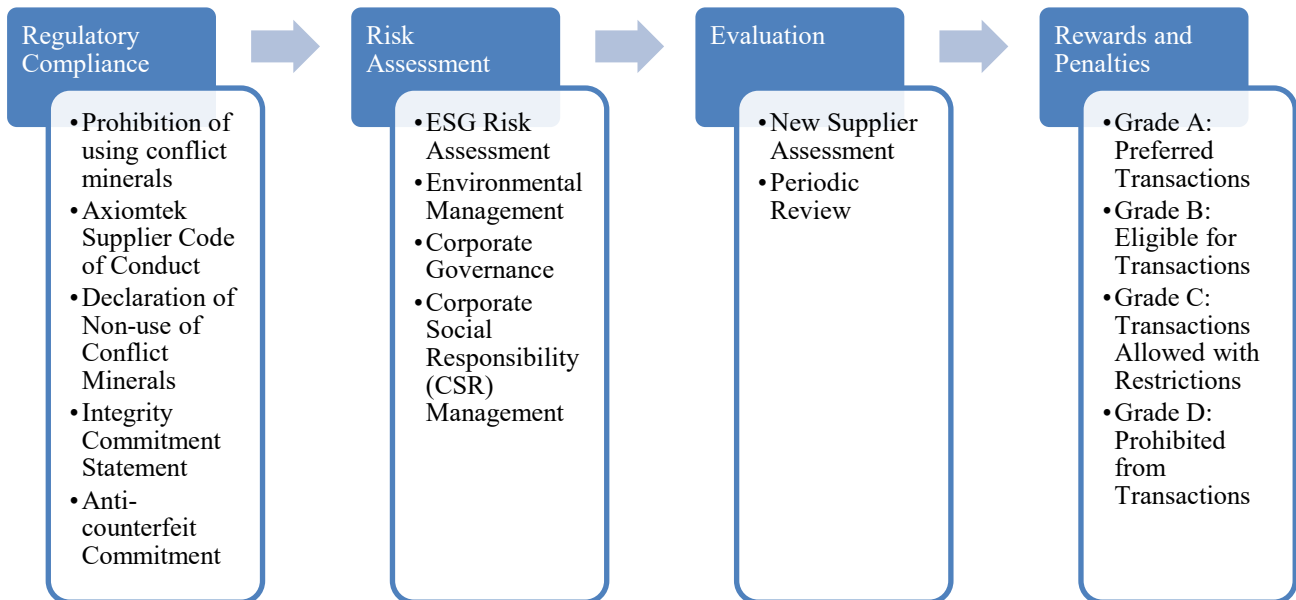 Regulatory
Compliance
•Prohibition of
using conflict
minerals
•Axiomtek
Supplier Code
of Conduct
•Declaration of
Non-use of
Conflict
Minerals
•Integrity
Commitment
Statement
•Anti-
counterfeit
Commitment
Risk
Assessment
•ESG Risk
Assessment
•Environmental
Management
•Corporate
Governance
•Corporate
Social
Responsibility
(CSR)
Management
Evaluation
•New Supplier
Assessment
•Periodic
Review
Rewards and
Penalties
•Grade A:
Preferred
Transactions
•Grade B:
Eligible for
Transactions
•Grade C:
Transactions
Allowed with
Restrictions
•Grade D:
Prohibited
from
Transactions